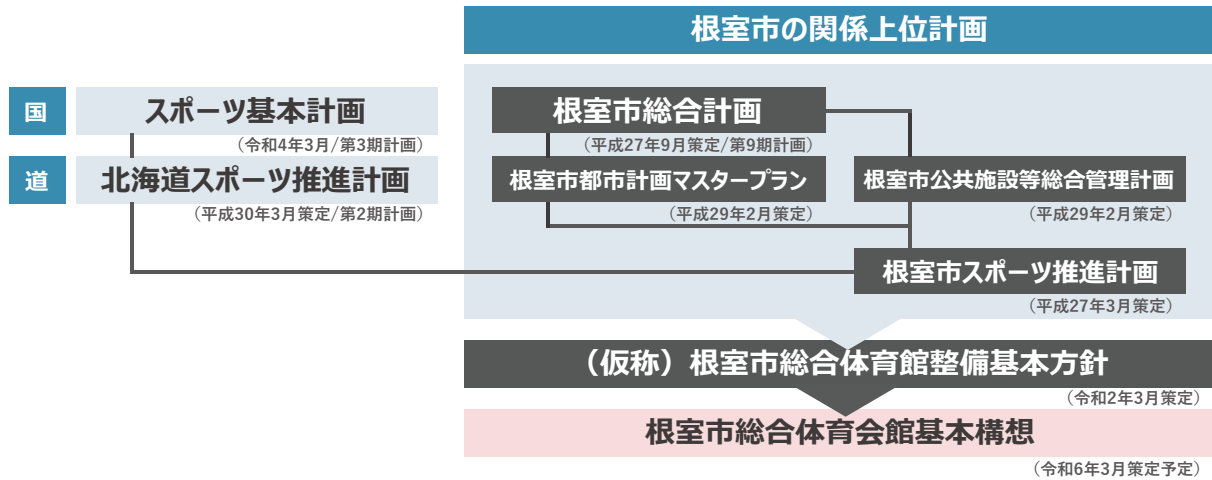 根室市の関係上位計画
国
スポーツ基本計画
（令和4年3月/第3期計画）
道
北海道スポーツ推進計画
（平成30年3月策定/第2期計画）
根室市総合計画
（平成27年9月策定/第9期計画）
根室市都市計画マスタープラン
（平成29年2月策定）
根室市公共施設等総合管理計画
（平成29年2月策定）
根室市スポーツ推進計画
（平成27年3月策定）
（仮称）根室市総合体育館整備基本方針
（令和2年3月策定）
根室市総合体育会館基本構想
（令和6年3月策定予定）